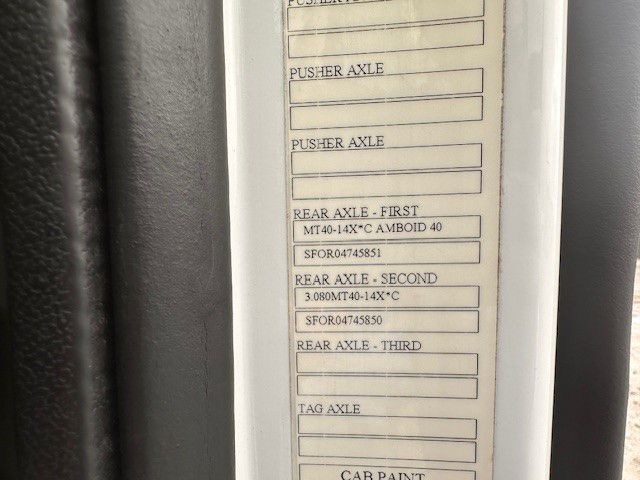 PUSHER AXLE
PUSHER AXLE
REAR AXLE - FIRST
MT40-14X*C AMBOID 40
SFOR04745851
REAR AXLE - SECOND
3.080MT40-14X*C
SFOR04745850
REAR AXLE - THIRD
TAG AXLE
CAB PAINT